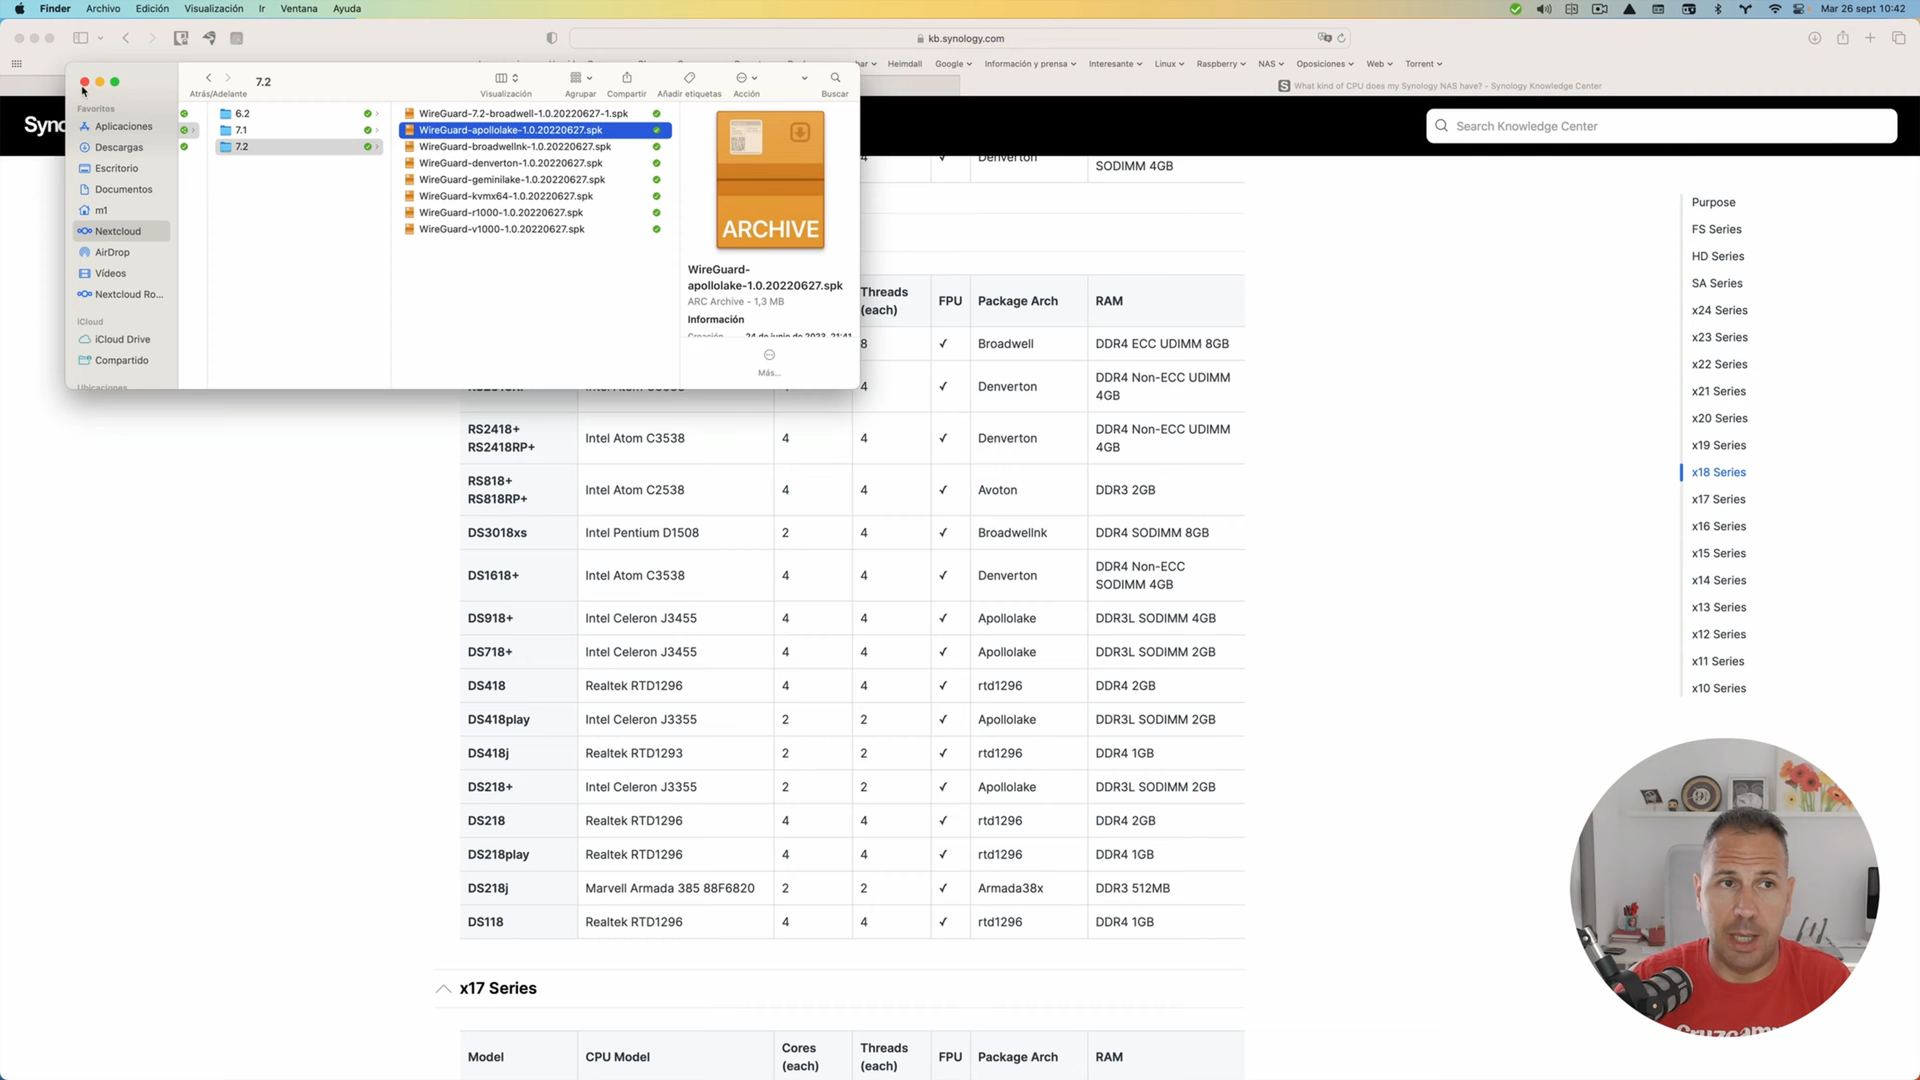 Finder Archivo Edición Visualización Ir Ventana Ayuda Mar 26 sept 10:42
kb.synology.com
Heimdall Google Información y prensa Interesante Linux Raspberry NAS Oposiciones Web Torrent
What kind of CPU does my Synology NAS have? - Synology Knowledge Center
7.2
Atrás/Adelante Visualización Agrupar Compartir Añadir etiquetas Acción Buscar
Favoritos
Aplicaciones
Descargas
Escritorio
Documentos
m1
Nextcloud
AirDrop
Vídeos
Nextcloud Ro...
iCloud
iCloud Drive
Compartido
Ubicaciones
6.2
7.1
7.2
WireGuard-7.2-broadwell-1.0.20220627-1.spk
WireGuard-apollolake-1.0.20220627.spk
WireGuard-broadwellnk-1.0.20220627.spk
WireGuard-denverton-1.0.20220627.spk
WireGuard-geminilake-1.0.20220627.spk
WireGuard-kvmx64-1.0.20220627.spk
WireGuard-r1000-1.0.20220627.spk
WireGuard-v1000-1.0.20220627.spk
ARCHIVE
WireGuard-
apollolake-1.0.20220627.spk
ARC Archive - 1,3 MB
Información
Creación 24 de junio de 2023, 21:41
Más...
Search Knowledge Center
Denverton SODIMM 4GB
Threads (each) FPU Package Arch RAM
8 ✓ Broadwell DDR4 ECC UDIMM 8GB
4 ✓ Denverton DDR4 Non-ECC UDIMM 4GB
RS2418+ RS2418RP+ Intel Atom C3538 4 4 ✓ Denverton DDR4 Non-ECC UDIMM 4GB
RS818+ RS818RP+ Intel Atom C2538 4 4 ✓ Avoton DDR3 2GB
DS3018xs Intel Pentium D1508 2 4 ✓ Broadwellnk DDR4 SODIMM 8GB
DS1618+ Intel Atom C3538 4 4 ✓ Denverton DDR4 Non-ECC SODIMM 4GB
DS918+ Intel Celeron J3455 4 4 ✓ Apollolake DDR3L SODIMM 4GB
DS718+ Intel Celeron J3455 4 4 ✓ Apollolake DDR3L SODIMM 2GB
DS418 Realtek RTD1296 4 4 ✓ rtd1296 DDR4 2GB
DS418play Intel Celeron J3355 2 2 ✓ Apollolake DDR3L SODIMM 2GB
DS418j Realtek RTD1293 2 2 ✓ rtd1296 DDR4 1GB
DS218+ Intel Celeron J3355 2 2 ✓ Apollolake DDR3L SODIMM 2GB
DS218 Realtek RTD1296 4 4 ✓ rtd1296 DDR4 2GB
DS218play Realtek RTD1296 4 4 ✓ rtd1296 DDR4 1GB
DS218j Marvell Armada 385 88F6820 2 2 ✓ Armada38x DDR3 512MB
DS118 Realtek RTD1296 4 4 ✓ rtd1296 DDR4 1GB
x17 Series
Model CPU Model Cores (each) Threads (each) FPU Package Arch RAM
Purpose
FS Series
HD Series
SA Series
x24 Series
x23 Series
x22 Series
x21 Series
x20 Series
x19 Series
x18 Series
x17 Series
x16 Series
x15 Series
x14 Series
x13 Series
x12 Series
x11 Series
x10 Series